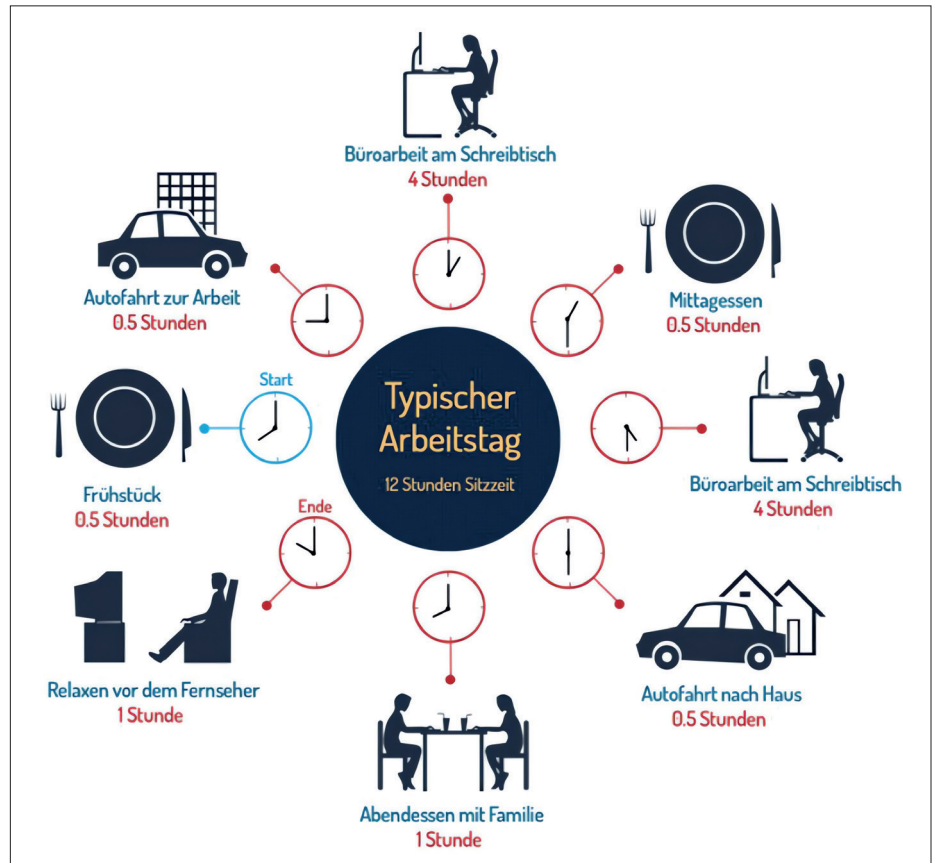 Büroarbeit am Schreibtisch
4 Stunden
Autofahrt zur Arbeit
0.5 Stunden
Mittagessen
0.5 Stunden
Start
Typischer
Arbeitstag
12 Stunden Sitzzeit
Frühstück
0.5 Stunden
Büroarbeit am Schreibtisch
4 Stunden
Ende
Relaxen vor dem Fernseher
1 Stunde
Autofahrt nach Haus
0.5 Stunden
Abendessen mit Familie
1 Stunde